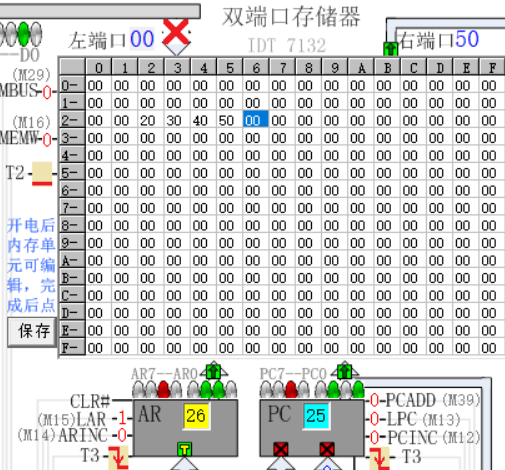 双端口存储器
左端口00
IDT 7132
右端口50
DO
(M29)
MBUS-0
(M16)
MEMW-0
T2
开电后
内存单
元可编
辑，完
成后点
保存
0 1 2 3 4 5 6 7 8 9 A B C D E F
0- 00 00 00 00 00 00 00 00 00 00 00 00 00 00 00 00
1- 00 00 00 00 00 00 00 00 00 00 00 00 00 00 00 00
2- 00 00 20 30 40 50 00 00 00 00 00 00 00 00 00 00
3- 00 00 00 00 00 00 00 00 00 00 00 00 00 00 00 00
4- 00 00 00 00 00 00 00 00 00 00 00 00 00 00 00 00
5- 00 00 00 00 00 00 00 00 00 00 00 00 00 00 00 00
6- 00 00 00 00 00 00 00 00 00 00 00 00 00 00 00 00
7- 00 00 00 00 00 00 00 00 00 00 00 00 00 00 00 00
8- 00 00 00 00 00 00 00 00 00 00 00 00 00 00 00 00
9- 00 00 00 00 00 00 00 00 00 00 00 00 00 00 00 00
A- 00 00 00 00 00 00 00 00 00 00 00 00 00 00 00 00
B- 00 00 00 00 00 00 00 00 00 00 00 00 00 00 00 00
C- 00 00 00 00 00 00 00 00 00 00 00 00 00 00 00 00
D- 00 00 00 00 00 00 00 00 00 00 00 00 00 00 00 00
E- 00 00 00 00 00 00 00 00 00 00 00 00 00 00 00 00
F- 00 00 00 00 00 00 00 00 00 00 00 00 00 00 00 00
AR7--AR0
PC7--PC0
CLR#
(M15)LAR-1-
(M14)ARINC-0-
T3
AR 26
PC 25
-0-PCADD(M39)
-0-LPC(M13)
-0-PCINC(M12)
T3